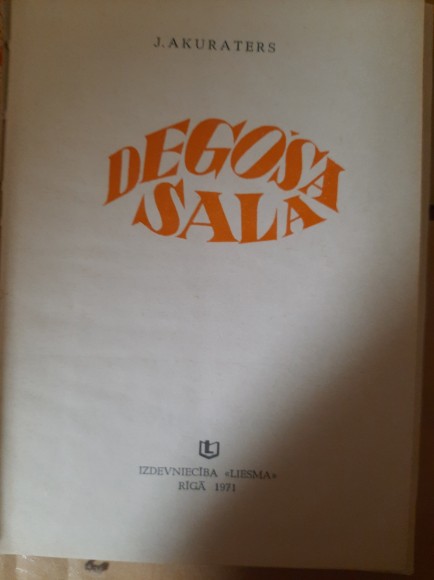 J. AKURATERS
DEGOŠA
SALA
IZDEVNIECĪBA «LIESMA»
RĪGĀ 1971